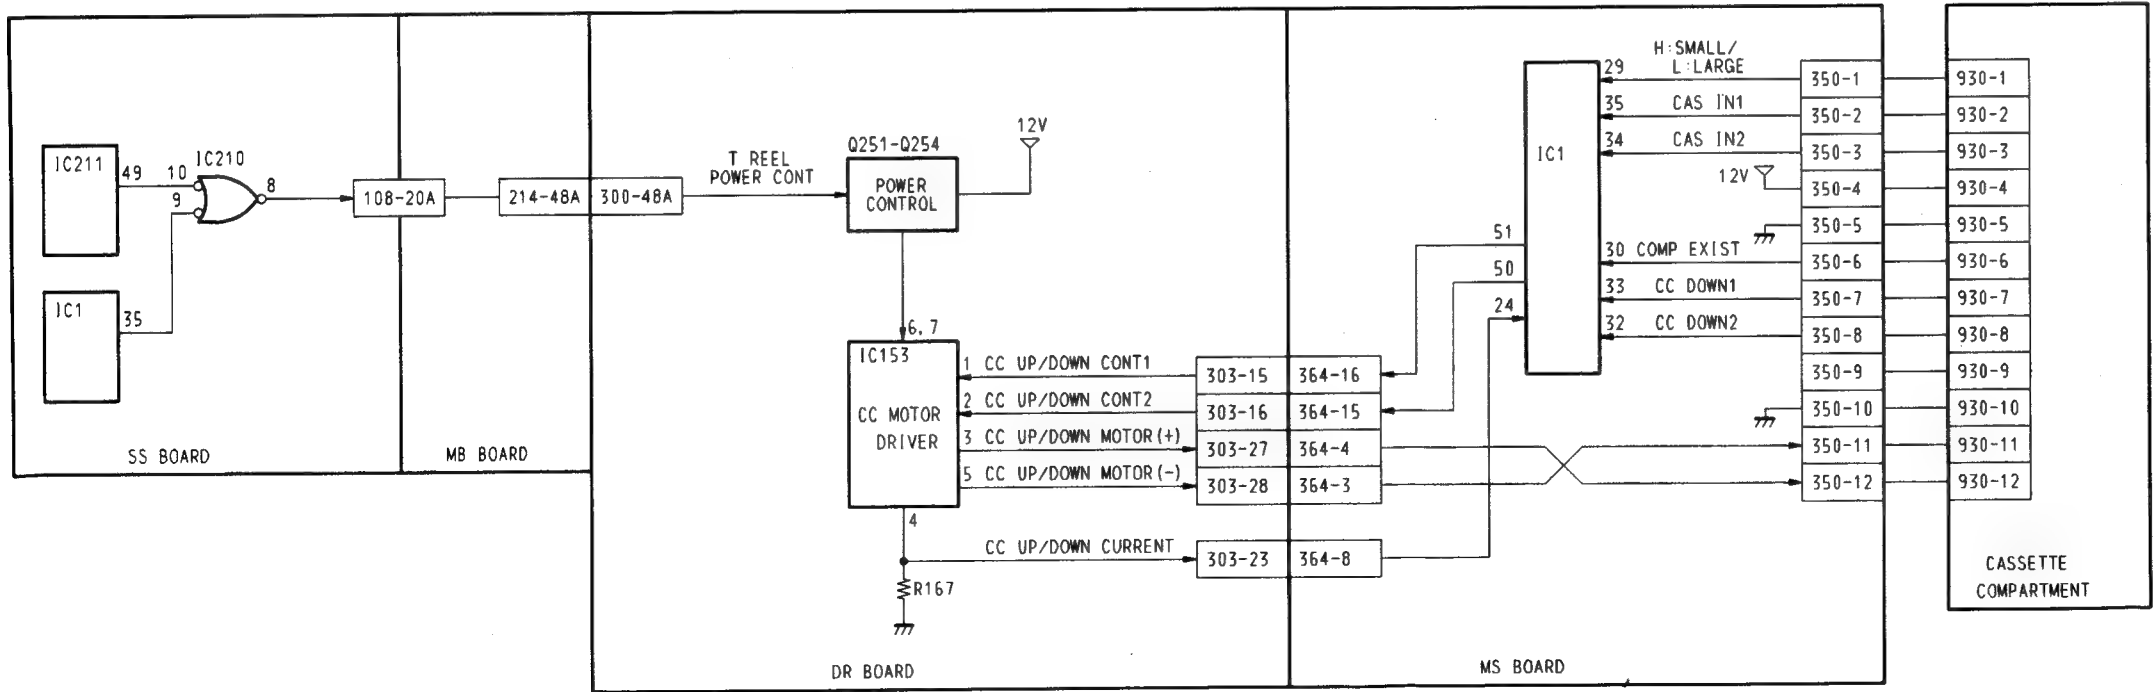 IC211
49
10
9
IC210
8
IC1
35
108-20A
SS BOARD
MB BOARD
214-48A
300-48A
T REEL
POWER CONT
Q251-Q254
POWER
CONTROL
12V
6,7
IC153
CC MOTOR
DRIVER
1 CC UP/DOWN CONT1
2 CC UP/DOWN CONT2
3 CC UP/DOWN MOTOR(+)
5 CC UP/DOWN MOTOR(-)
4
CC UP/DOWN CURRENT
R167
DR BOARD
303-15
303-16
303-27
303-28
303-23
364-16
364-15
364-4
364-3
364-8
51
50
24
IC1
H:SMALL/
29 L:LARGE
35 CAS IN1
34 CAS IN2
12V
30 COMP EXIST
33 CC DOWN1
32 CC DOWN2
MS BOARD
350-1
350-2
350-3
350-4
350-5
350-6
350-7
350-8
350-9
350-10
350-11
350-12
930-1
930-2
930-3
930-4
930-5
930-6
930-7
930-8
930-9
930-10
930-11
930-12
CASSETTE
COMPARTMENT